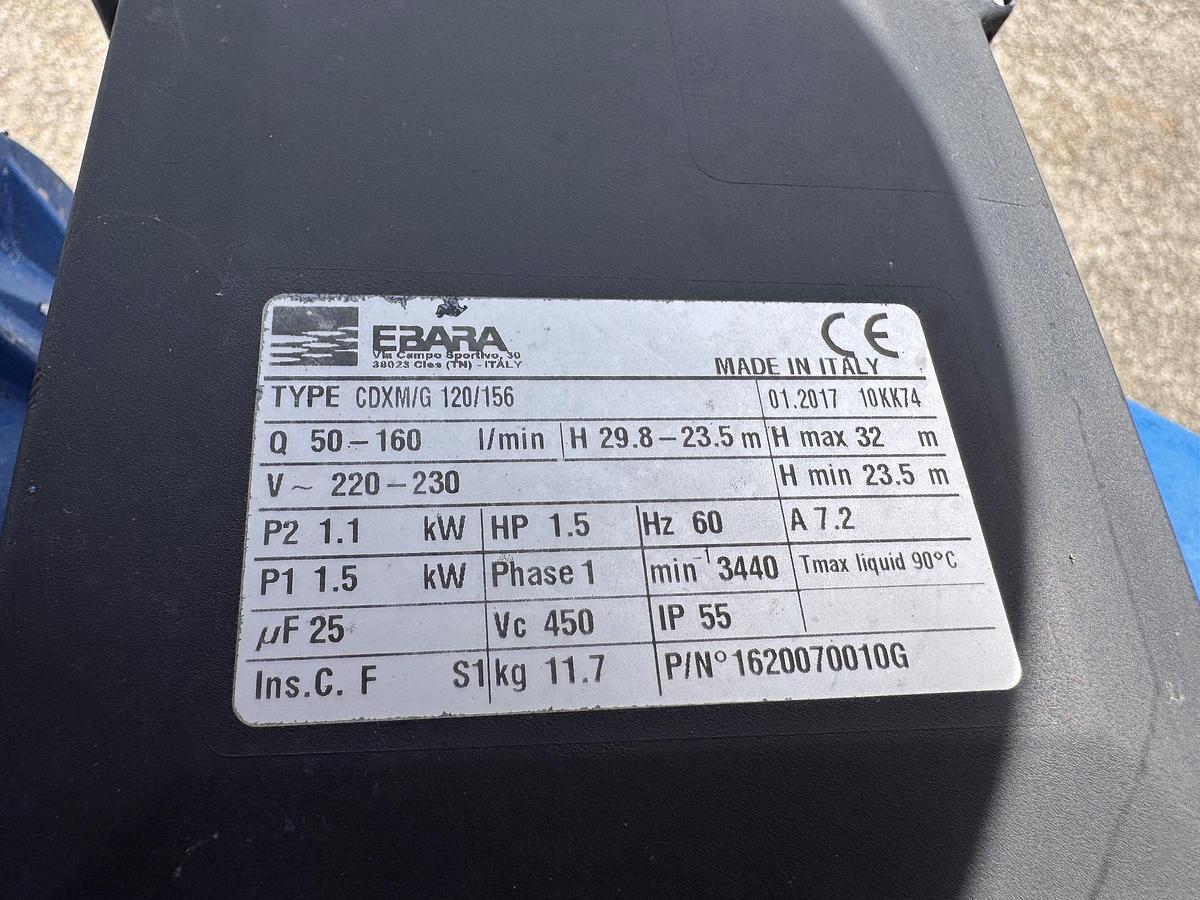 EBARA
Via Campo Sportivo, 30
38023 Cles (TN) - ITALY
CE
MADE IN ITALY
TYPE CDXM/G 120/156 01.2017 10KK74
Q 50–160 l/min H 29.8–23.5 m H max 32 m
V ~ 220–230 H min 23.5 m
P2 1.1 kW HP 1.5 Hz 60 A 7.2
P1 1.5 kW Phase 1 min⁻¹ 3440 Tmax liquid 90°C
µF 25 Vc 450 IP 55
Ins.C. F S1 kg 11.7 P/N° 1620070010G